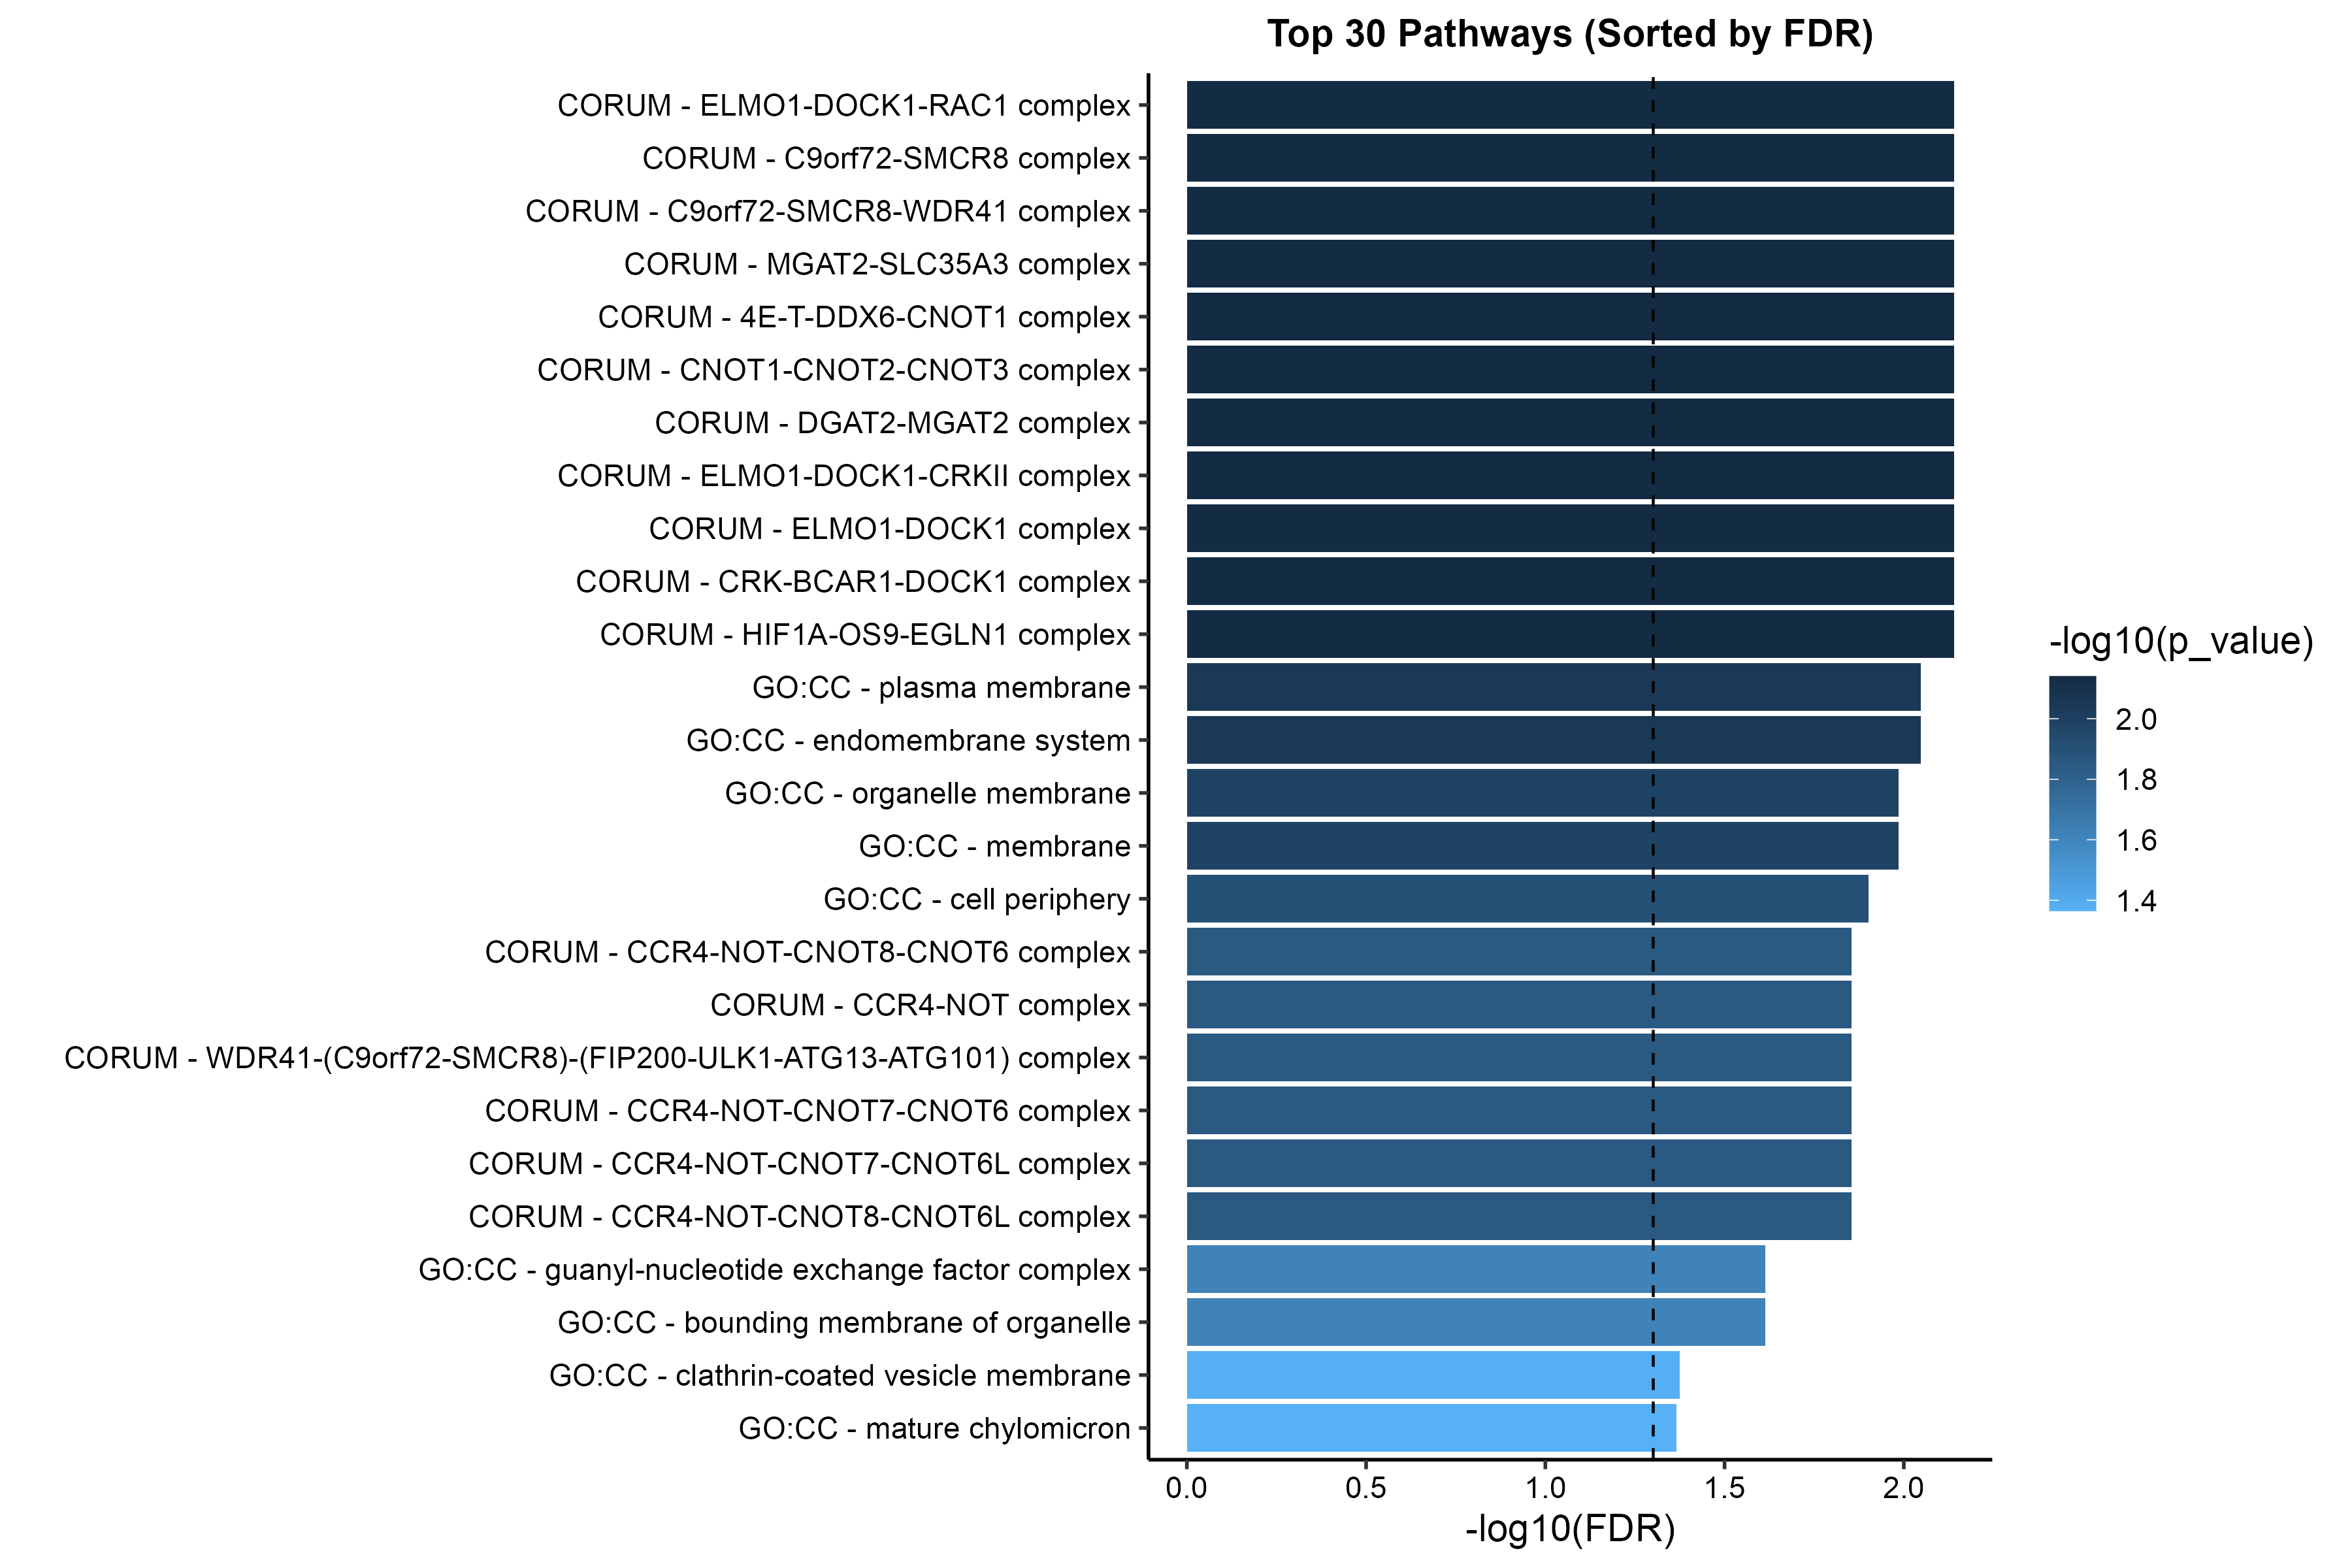 Top 30 Pathways (Sorted by FDR)
CORUM - ELMO1-DOCK1-RAC1 complex
CORUM - C9orf72-SMCR8 complex
CORUM - C9orf72-SMCR8-WDR41 complex
CORUM - MGAT2-SLC35A3 complex
CORUM - 4E-T-DDX6-CNOT1 complex
CORUM - CNOT1-CNOT2-CNOT3 complex
CORUM - DGAT2-MGAT2 complex
CORUM - ELMO1-DOCK1-CRKII complex
CORUM - ELMO1-DOCK1 complex
CORUM - CRK-BCAR1-DOCK1 complex
CORUM - HIF1A-OS9-EGLN1 complex
GO:CC - plasma membrane
GO:CC - endomembrane system
GO:CC - organelle membrane
GO:CC - membrane
GO:CC - cell periphery
CORUM - CCR4-NOT-CNOT8-CNOT6 complex
CORUM - CCR4-NOT complex
CORUM - WDR41-(C9orf72-SMCR8)-(FIP200-ULK1-ATG13-ATG101) complex
CORUM - CCR4-NOT-CNOT7-CNOT6 complex
CORUM - CCR4-NOT-CNOT7-CNOT6L complex
CORUM - CCR4-NOT-CNOT8-CNOT6L complex
GO:CC - guanyl-nucleotide exchange factor complex
GO:CC - bounding membrane of organelle
GO:CC - clathrin-coated vesicle membrane
GO:CC - mature chylomicron
0.0 0.5 1.0 1.5 2.0
-log10(FDR)
-log10(p_value)
2.0
1.8
1.6
1.4